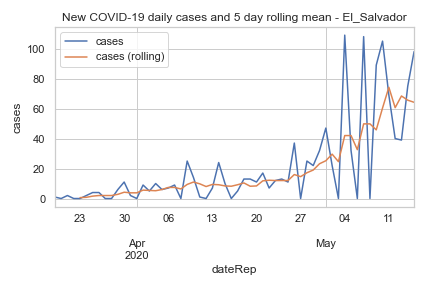 New COVID-19 daily cases and 5 day rolling mean - El_Salvador
cases
cases (rolling)
cases
100
80
60
40
20
0
23
30
06
13
20
27
04
11
Apr
2020
May
dateRep